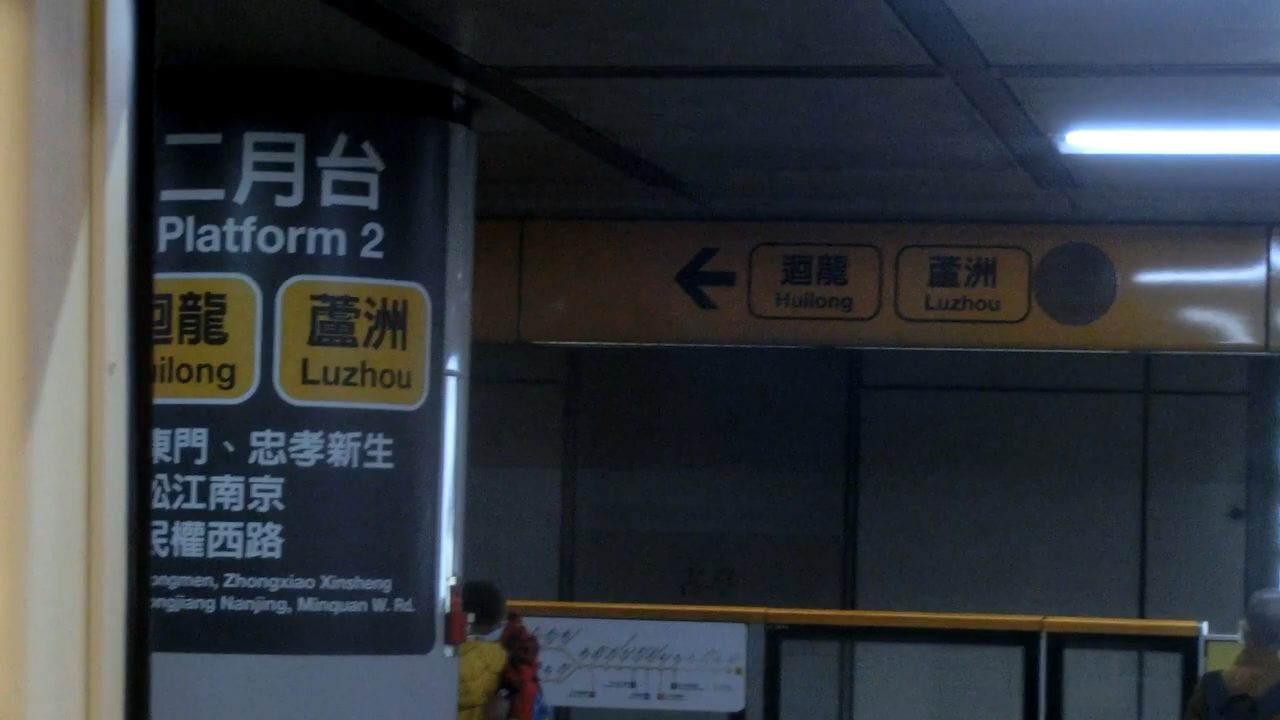 二月台
Platform 2
迴龍
ilong
蘆洲
Luzhou
東門、忠孝新生
松江南京
民權西路
ongmen, Zhongxiao Xinsheng
ongjiang Nanjing, Minquan W. Rd.
迴龍
Huilong
蘆洲
Luzhou